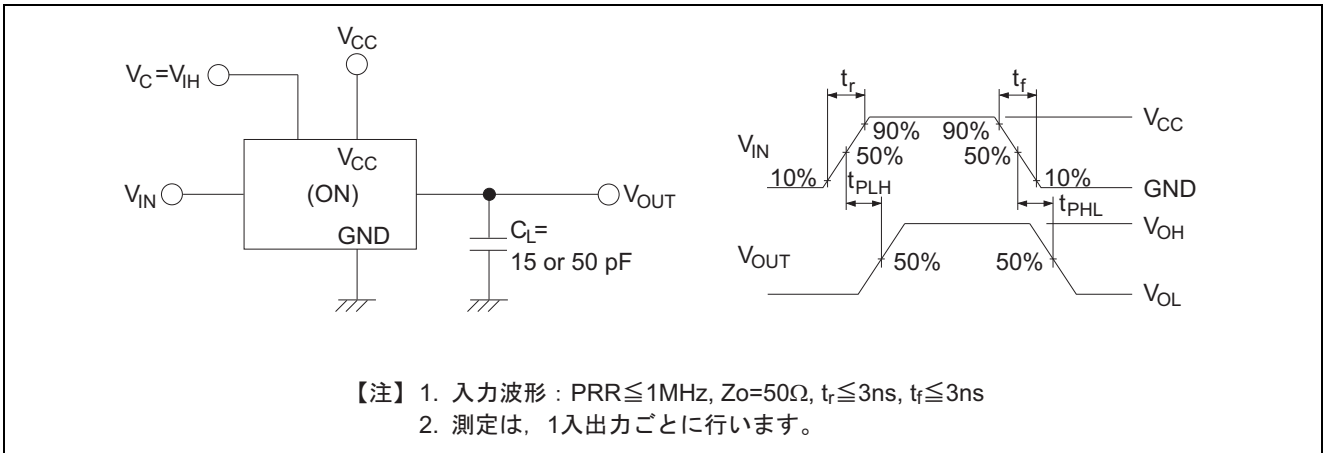 VCC
VC=VIH
VCC
VIN
(ON)
VOUT
GND
CL=
15 or 50 pF
tr
tf
VCC
90%
90%
VIN
50%
50%
10%
10%
GND
tPLH
tPHL
VOH
VOUT
50%
50%
VOL
【注】 1. 入力波形：PRR≦1MHz, Zo=50Ω, tr≦3ns, tf≦3ns
2. 測定は，1入出力ごとに行います。